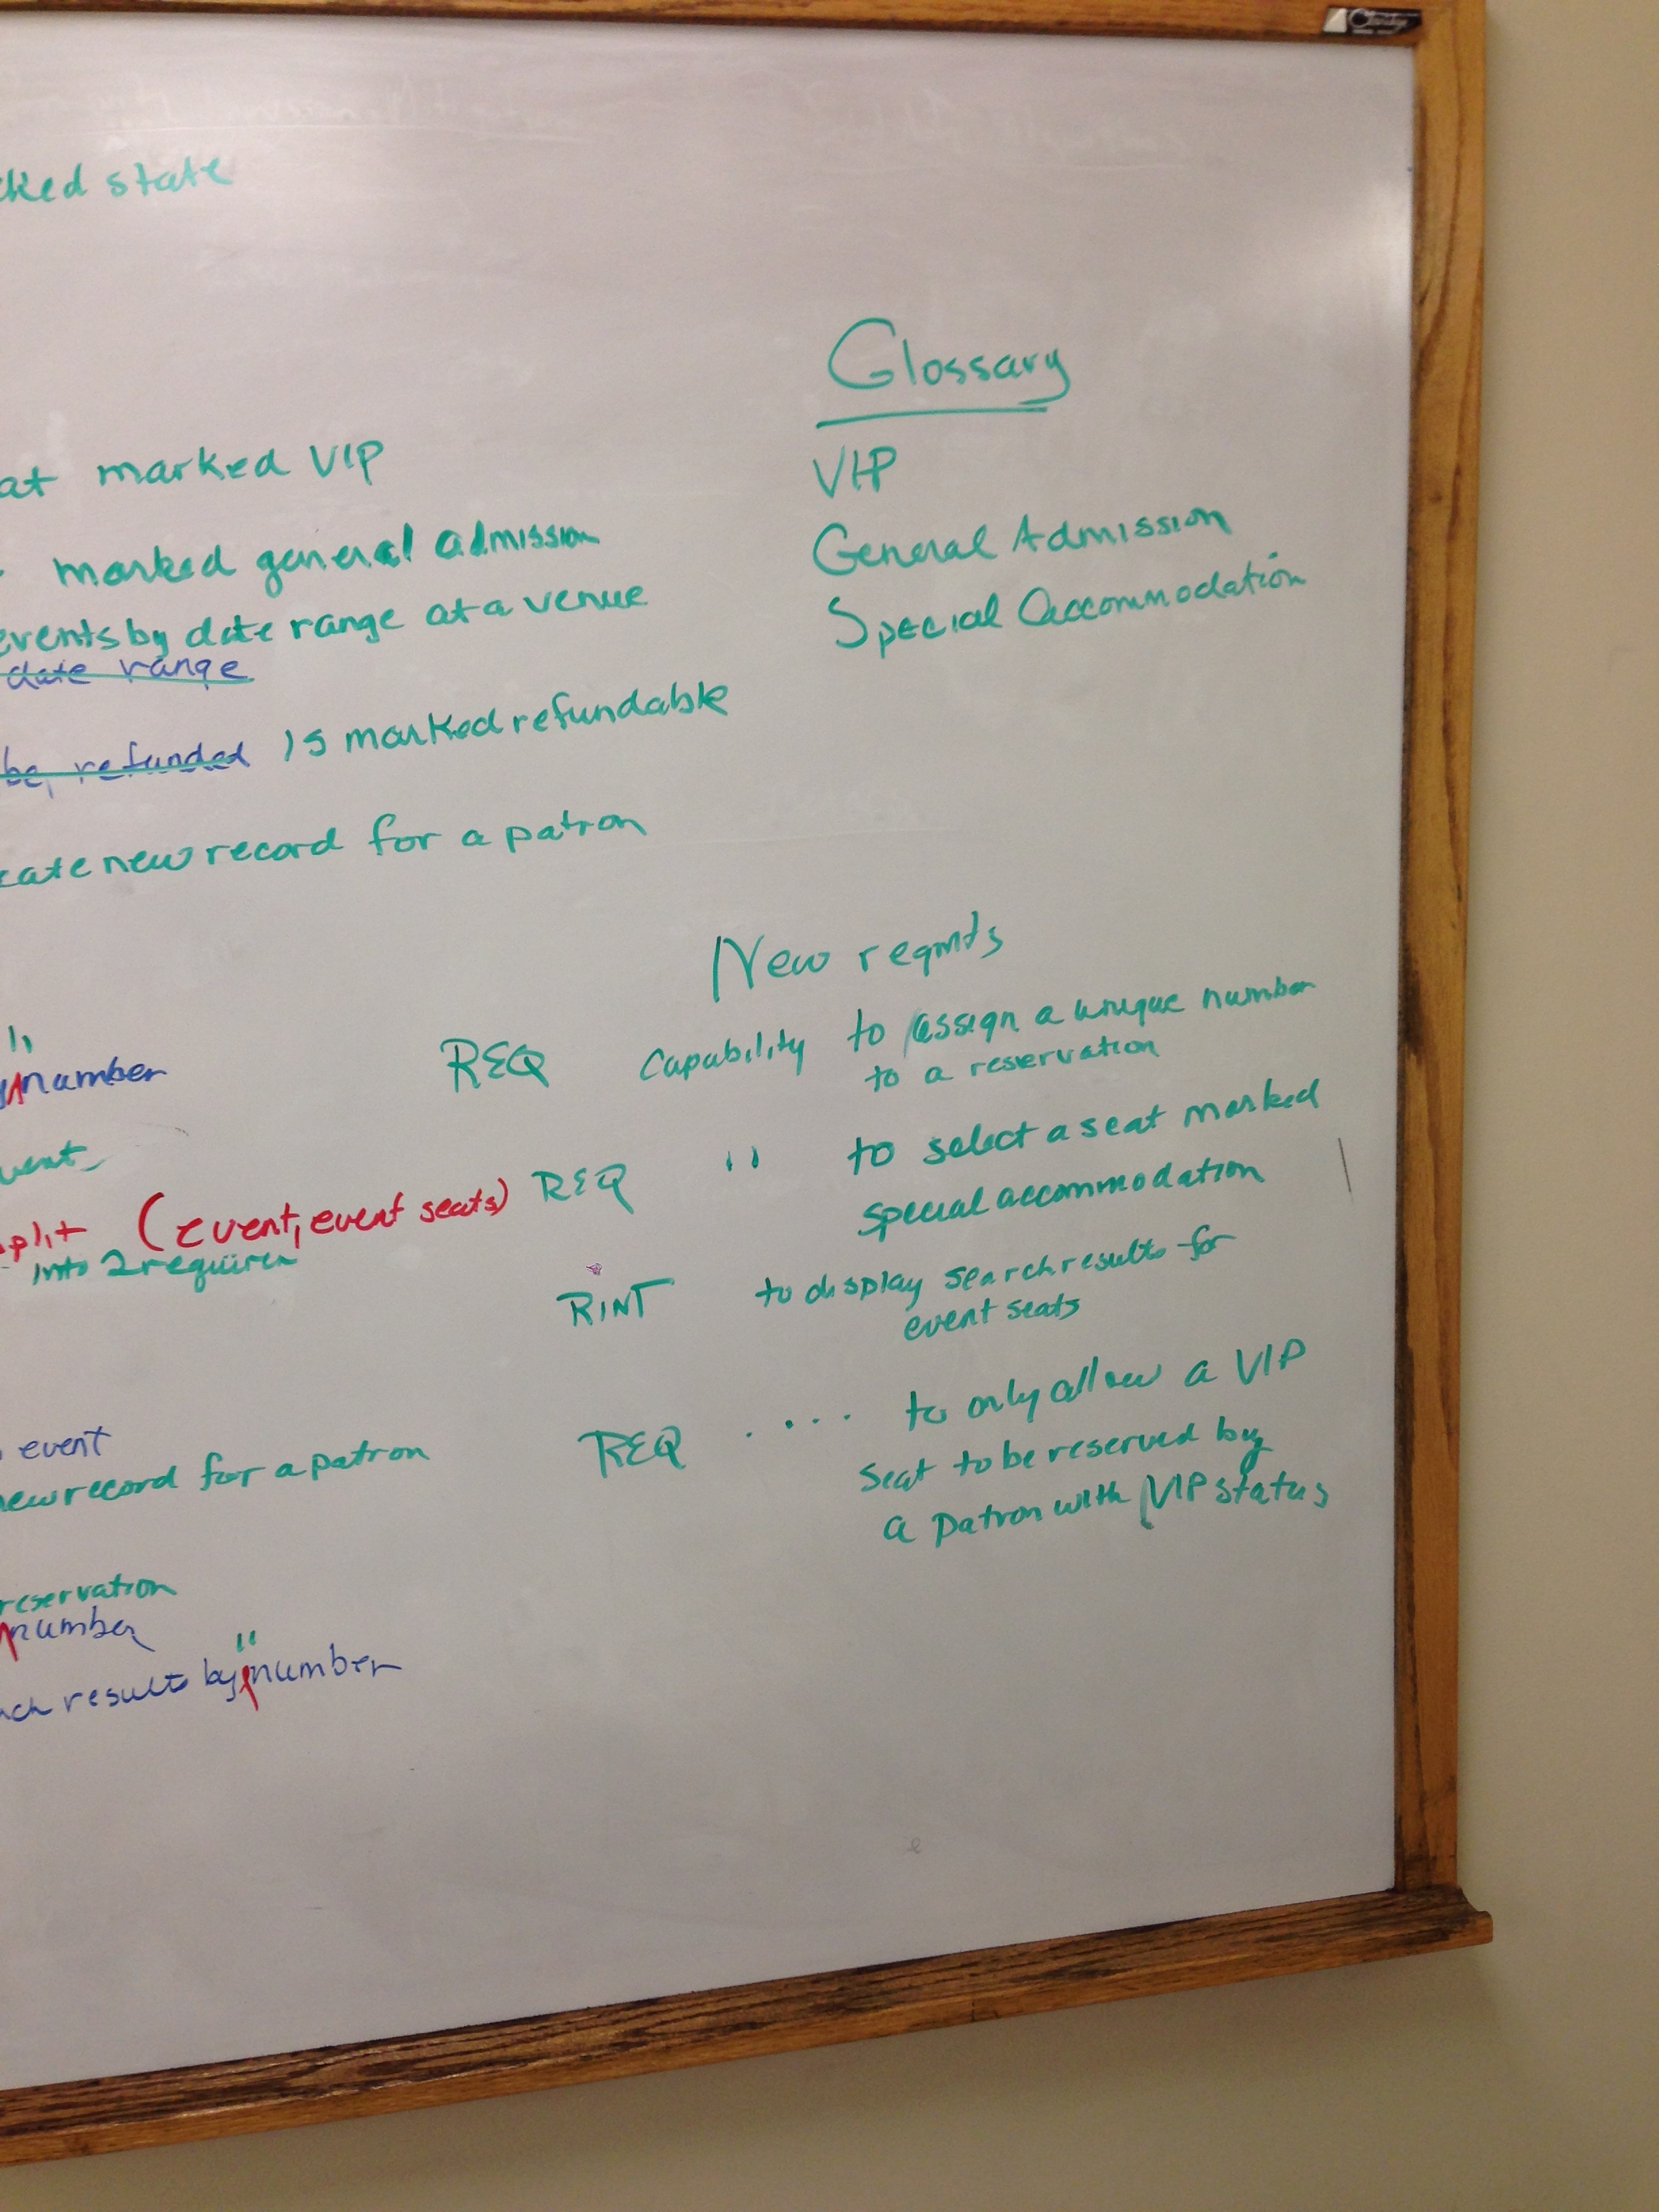 Claridge
cked state
Glossary
VIP
General Admission
Special Accommodation
at marked VIP
marked general admission
events by date range at a venue
date range
be refunded is marked refundable
eate new record for a patron
New reqmts
REQ Capability to assign a unique number
to a reservation
"
number
vent
REQ " to select a seat marked
special accommodation
split (event, event seats)
into 2 require
RINT to display search results for
event seats
REQ .... to only allow a VIP
seat to be reserved by
a patron with VIP status
event
new record for a patron
reservation
number
"
ch result by number